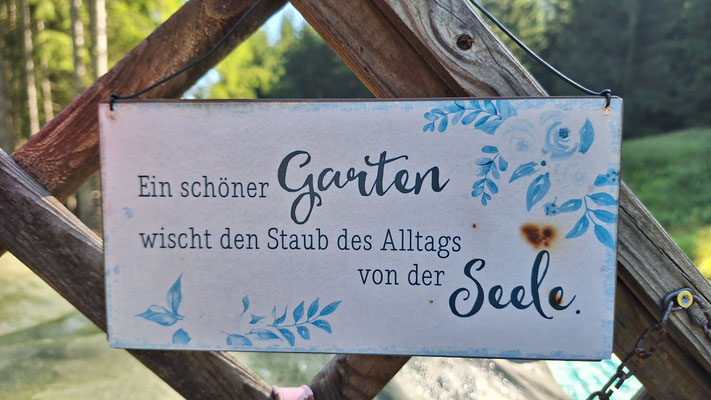 Ein schöner Garten
wischt den Staub des Alltags
von der Seele.